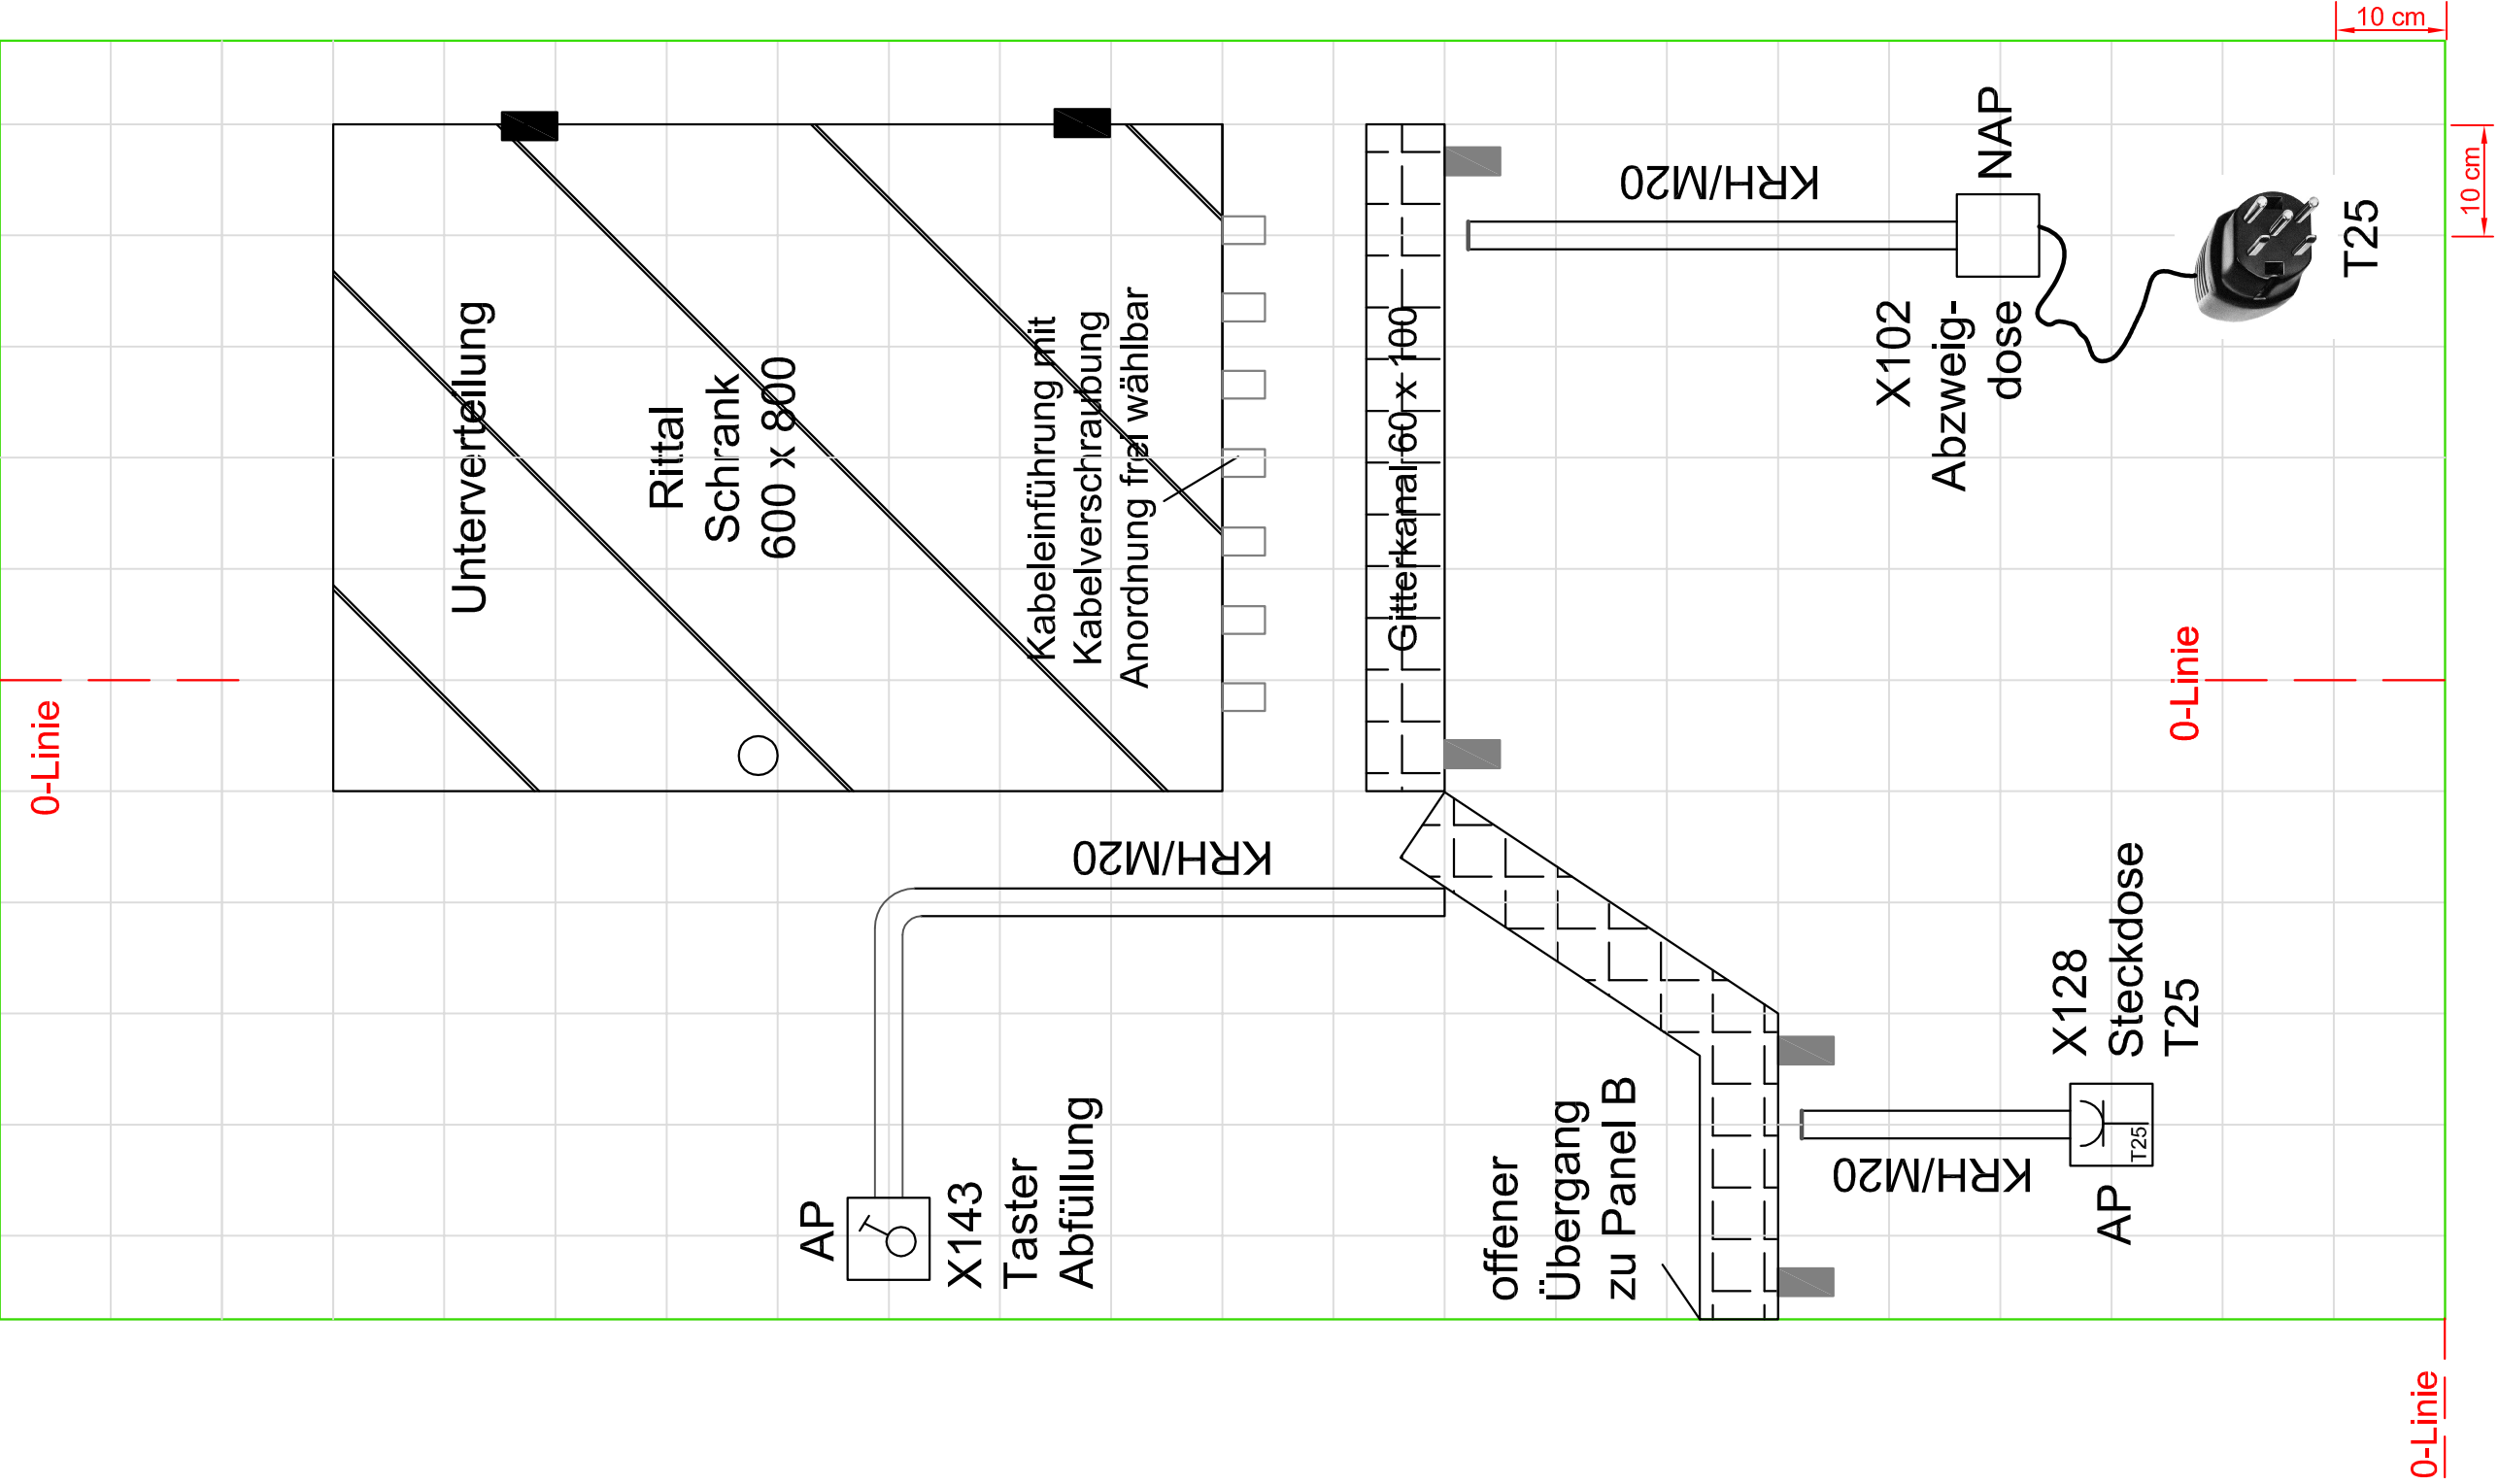 10 cm
10 cm
NAP
KRH/M20
T25
X102
Abzweig-
dose
Unterverteilung
Rittal
Schrank
600 x 800
Kabeleinführung mit
Kabelverschraubung
Anordnung frei wählbar
Gitterkanal 60 x 100
0-Linie
0-Linie
KRH/M20
AP
X143
Taster
Abfüllung
offener
Übergang
zu Panel B
KRH/M20
X128
Steckdose
T25
T25
AP
0-Linie